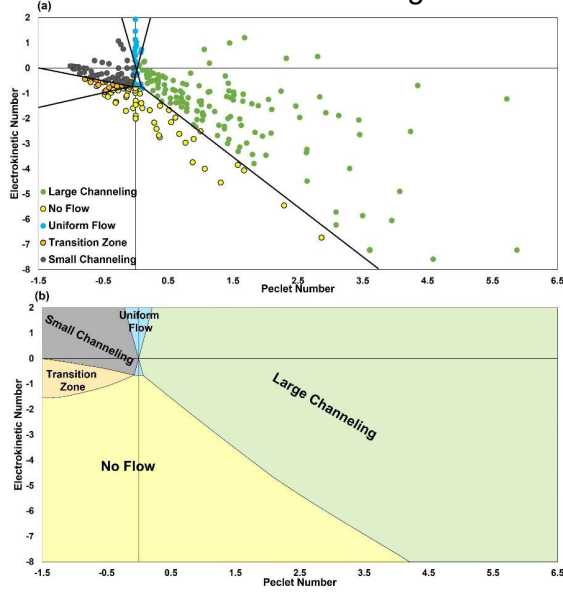 (a)
2
1
0
-1
-2
-3
-4
-5
-6
-7
-8
Electrokinetic Number
Large Channeling
No Flow
Uniform Flow
Transition Zone
Small Channeling
-1.5 -0.5 0.5 1.5 2.5 3.5 4.5 5.5 6.5
Peclet Number
(b)
2
1
0
-1
-2
-3
-4
-5
-6
-7
-8
Electrokinetic Number
Small Channeling
Uniform
Flow
Transition
Zone
Large Channeling
No Flow
-1.5 -0.5 0.5 1.5 2.5 3.5 4.5 5.5 6.5
Peclet Number